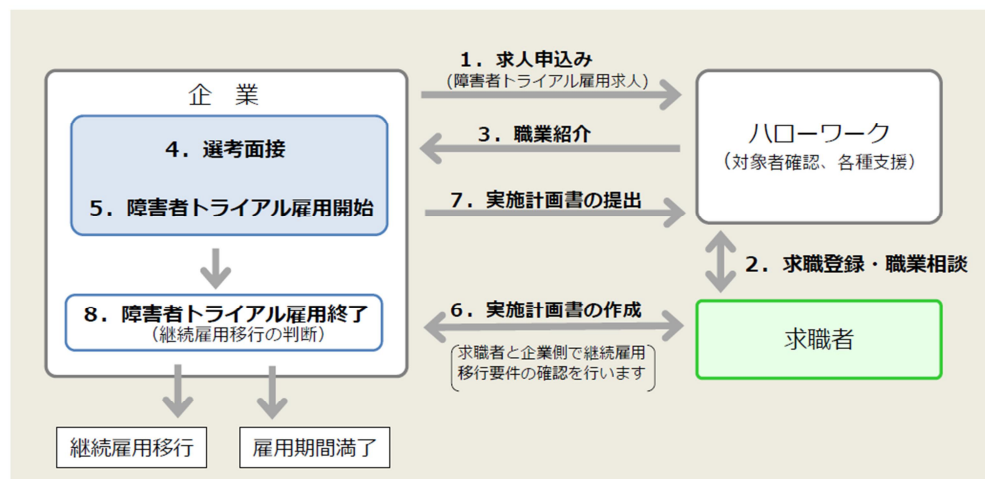 1．求人申込み
(障害者トライアル雇用求人)
企　業
4．選考面接
5．障害者トライアル雇用開始
3．職業紹介
ハローワーク
（対象者確認、各種支援）
7．実施計画書の提出
2．求職登録・職業相談
8．障害者トライアル雇用終了
（継続雇用移行の判断）
6．実施計画書の作成
求職者と企業側で継続雇用
移行要件の確認を行います
求職者
継続雇用移行
雇用期間満了